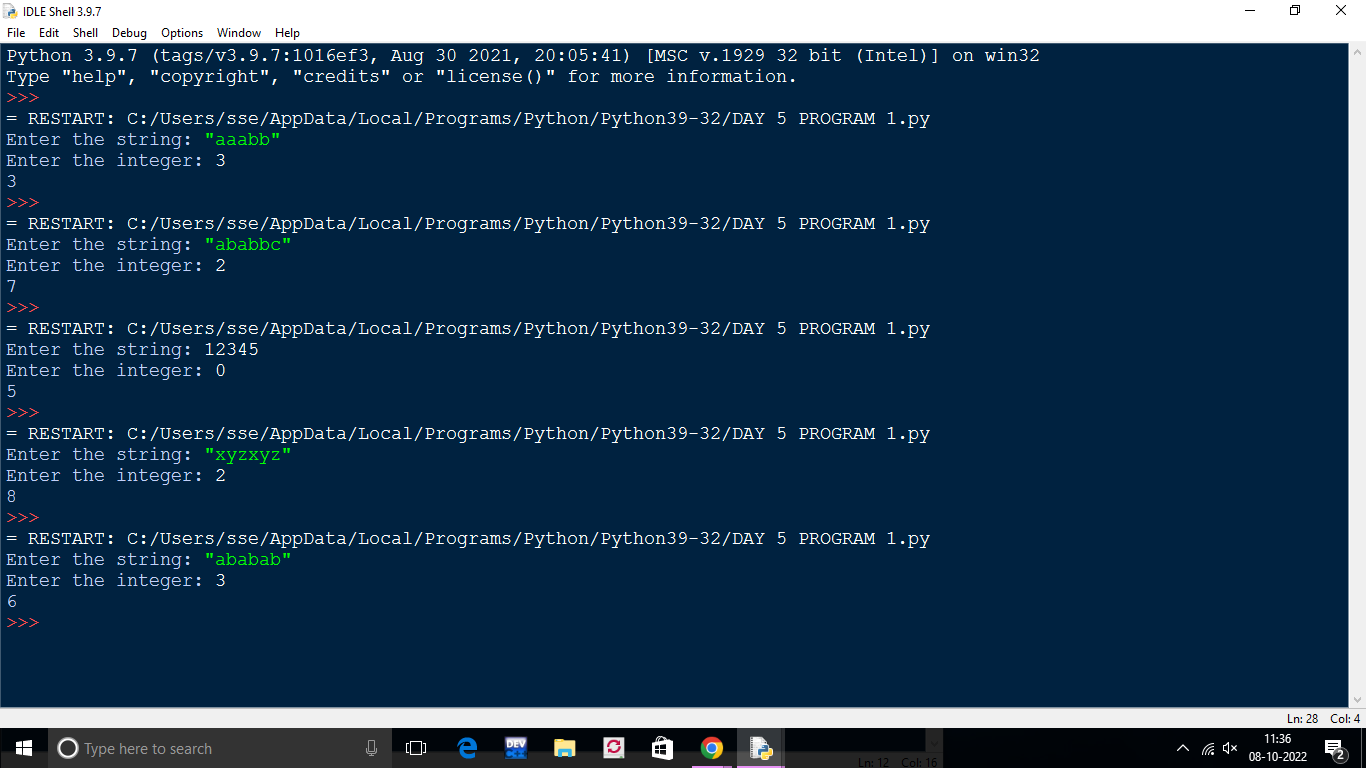 IDLE Shell 3.9.7
File Edit Shell Debug Options Window Help
Python 3.9.7 (tags/v3.9.7:1016ef3, Aug 30 2021, 20:05:41) [MSC v.1929 32 bit (Intel)] on win32
Type "help", "copyright", "credits" or "license()" for more information.
>>>
= RESTART: C:/Users/sse/AppData/Local/Programs/Python/Python39-32/DAY 5 PROGRAM 1.py
Enter the string: "aaabb"
Enter the integer: 3
3
>>>
= RESTART: C:/Users/sse/AppData/Local/Programs/Python/Python39-32/DAY 5 PROGRAM 1.py
Enter the string: "ababbc"
Enter the integer: 2
7
>>>
= RESTART: C:/Users/sse/AppData/Local/Programs/Python/Python39-32/DAY 5 PROGRAM 1.py
Enter the string: 12345
Enter the integer: 0
5
>>>
= RESTART: C:/Users/sse/AppData/Local/Programs/Python/Python39-32/DAY 5 PROGRAM 1.py
Enter the string: "xyzxyz"
Enter the integer: 2
8
>>>
= RESTART: C:/Users/sse/AppData/Local/Programs/Python/Python39-32/DAY 5 PROGRAM 1.py
Enter the string: "ababab"
Enter the integer: 3
6
>>>
Ln: 28 Col: 4
Type here to search
DEV
Ln: 12 Col: 16
11:36
08-10-2022
2